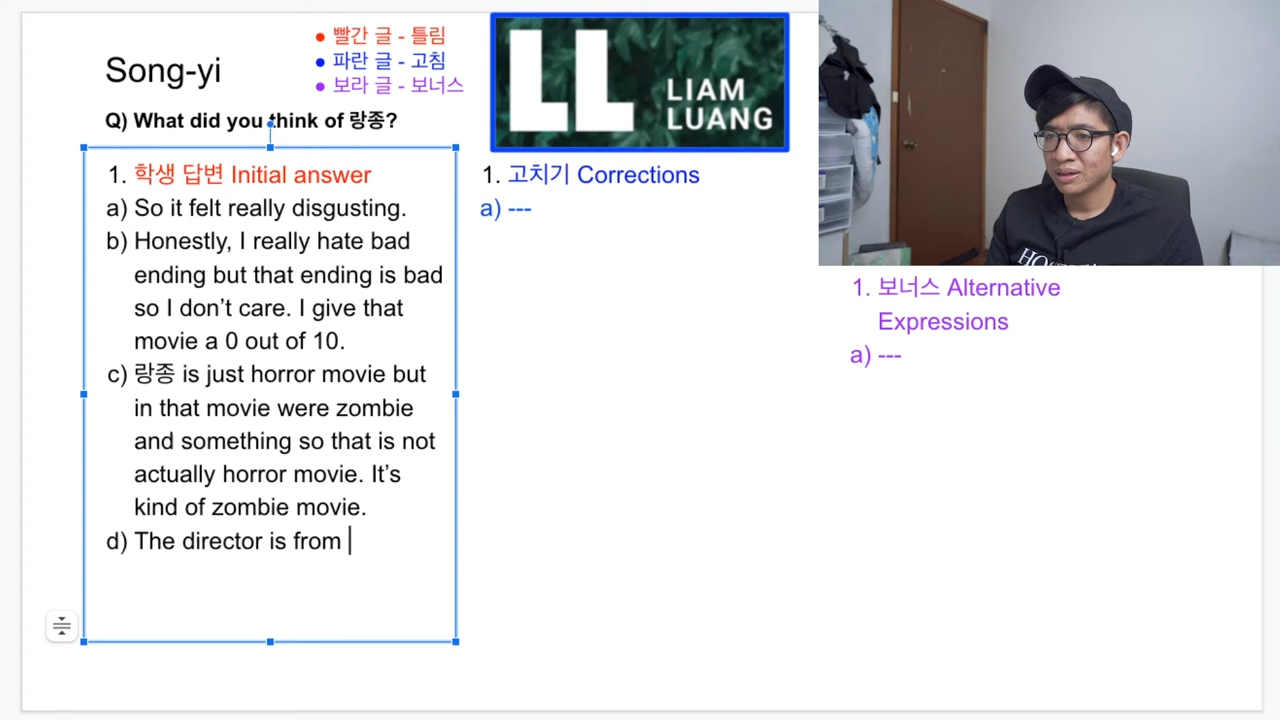 Song-yi
● 빨간 글 - 틀림
● 파란 글 - 고침
● 보라 글 - 보너스
Q) What did you think of 랑종?
1. 학생 답변 Initial answer
a) So it felt really disgusting.
b) Honestly, I really hate bad
ending but that ending is bad
so I don’t care. I give that
movie a 0 out of 10.
c) 랑종 is just horror movie but
in that movie were zombie
and something so that is not
actually horror movie. It’s
kind of zombie movie.
d) The director is from
LL
LIAM
LUANG
1. 고치기 Corrections
a) ---
1. 보너스 Alternative
Expressions
a) ---